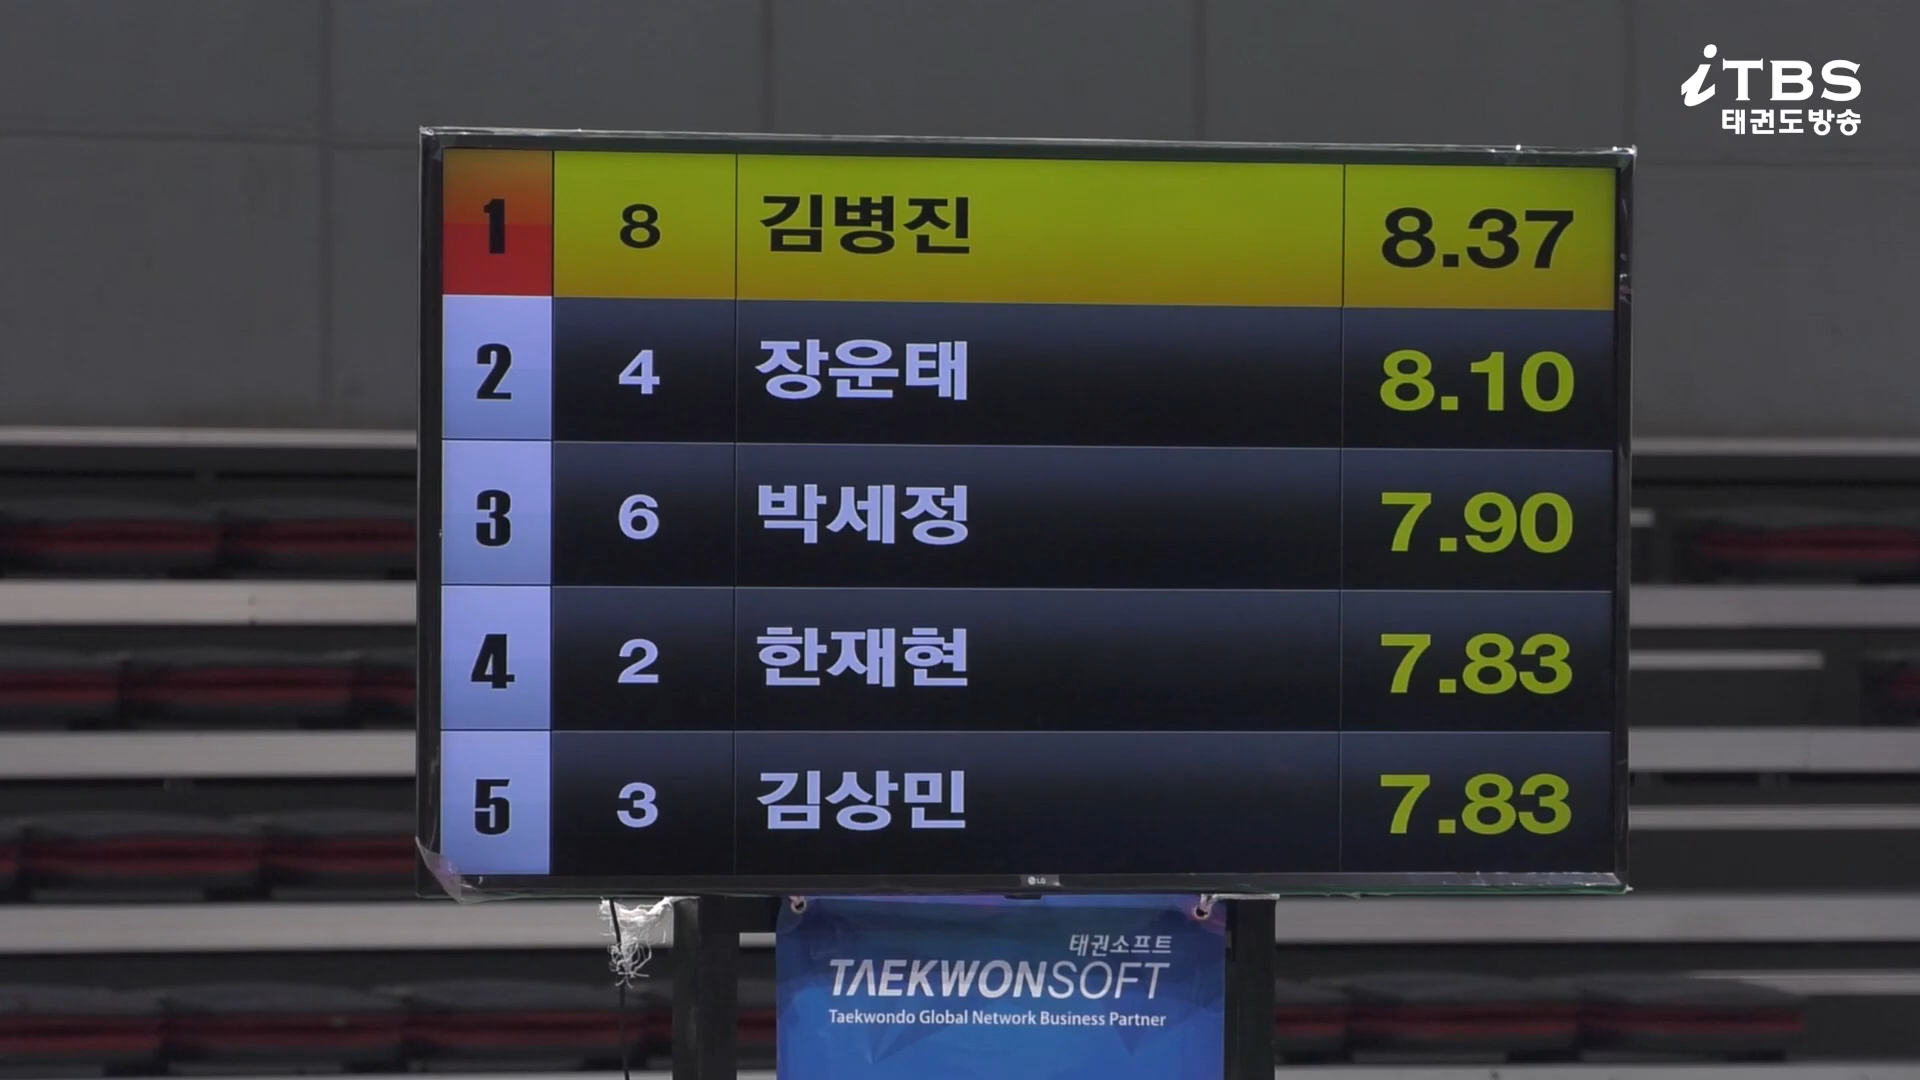 iTBS
태권도방송
1 8 김병진 8.37
2 4 장운태 8.10
3 6 박세정 7.90
4 2 한재현 7.83
5 3 김상민 7.83
LG
태권소프트
TAEKWONSOFT
Taekwondo Global Network Business Partner